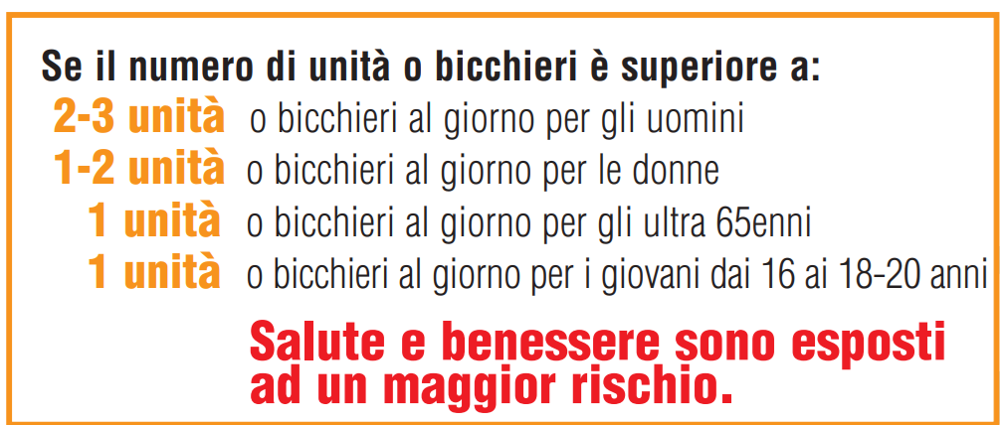 Se il numero di unità o bicchieri è superiore a:
2-3 unità o bicchieri al giorno per gli uomini
1-2 unità o bicchieri al giorno per le donne
1 unità o bicchieri al giorno per gli ultra 65enni
1 unità o bicchieri al giorno per i giovani dai 16 ai 18-20 anni
Salute e benessere sono esposti
ad un maggior rischio.